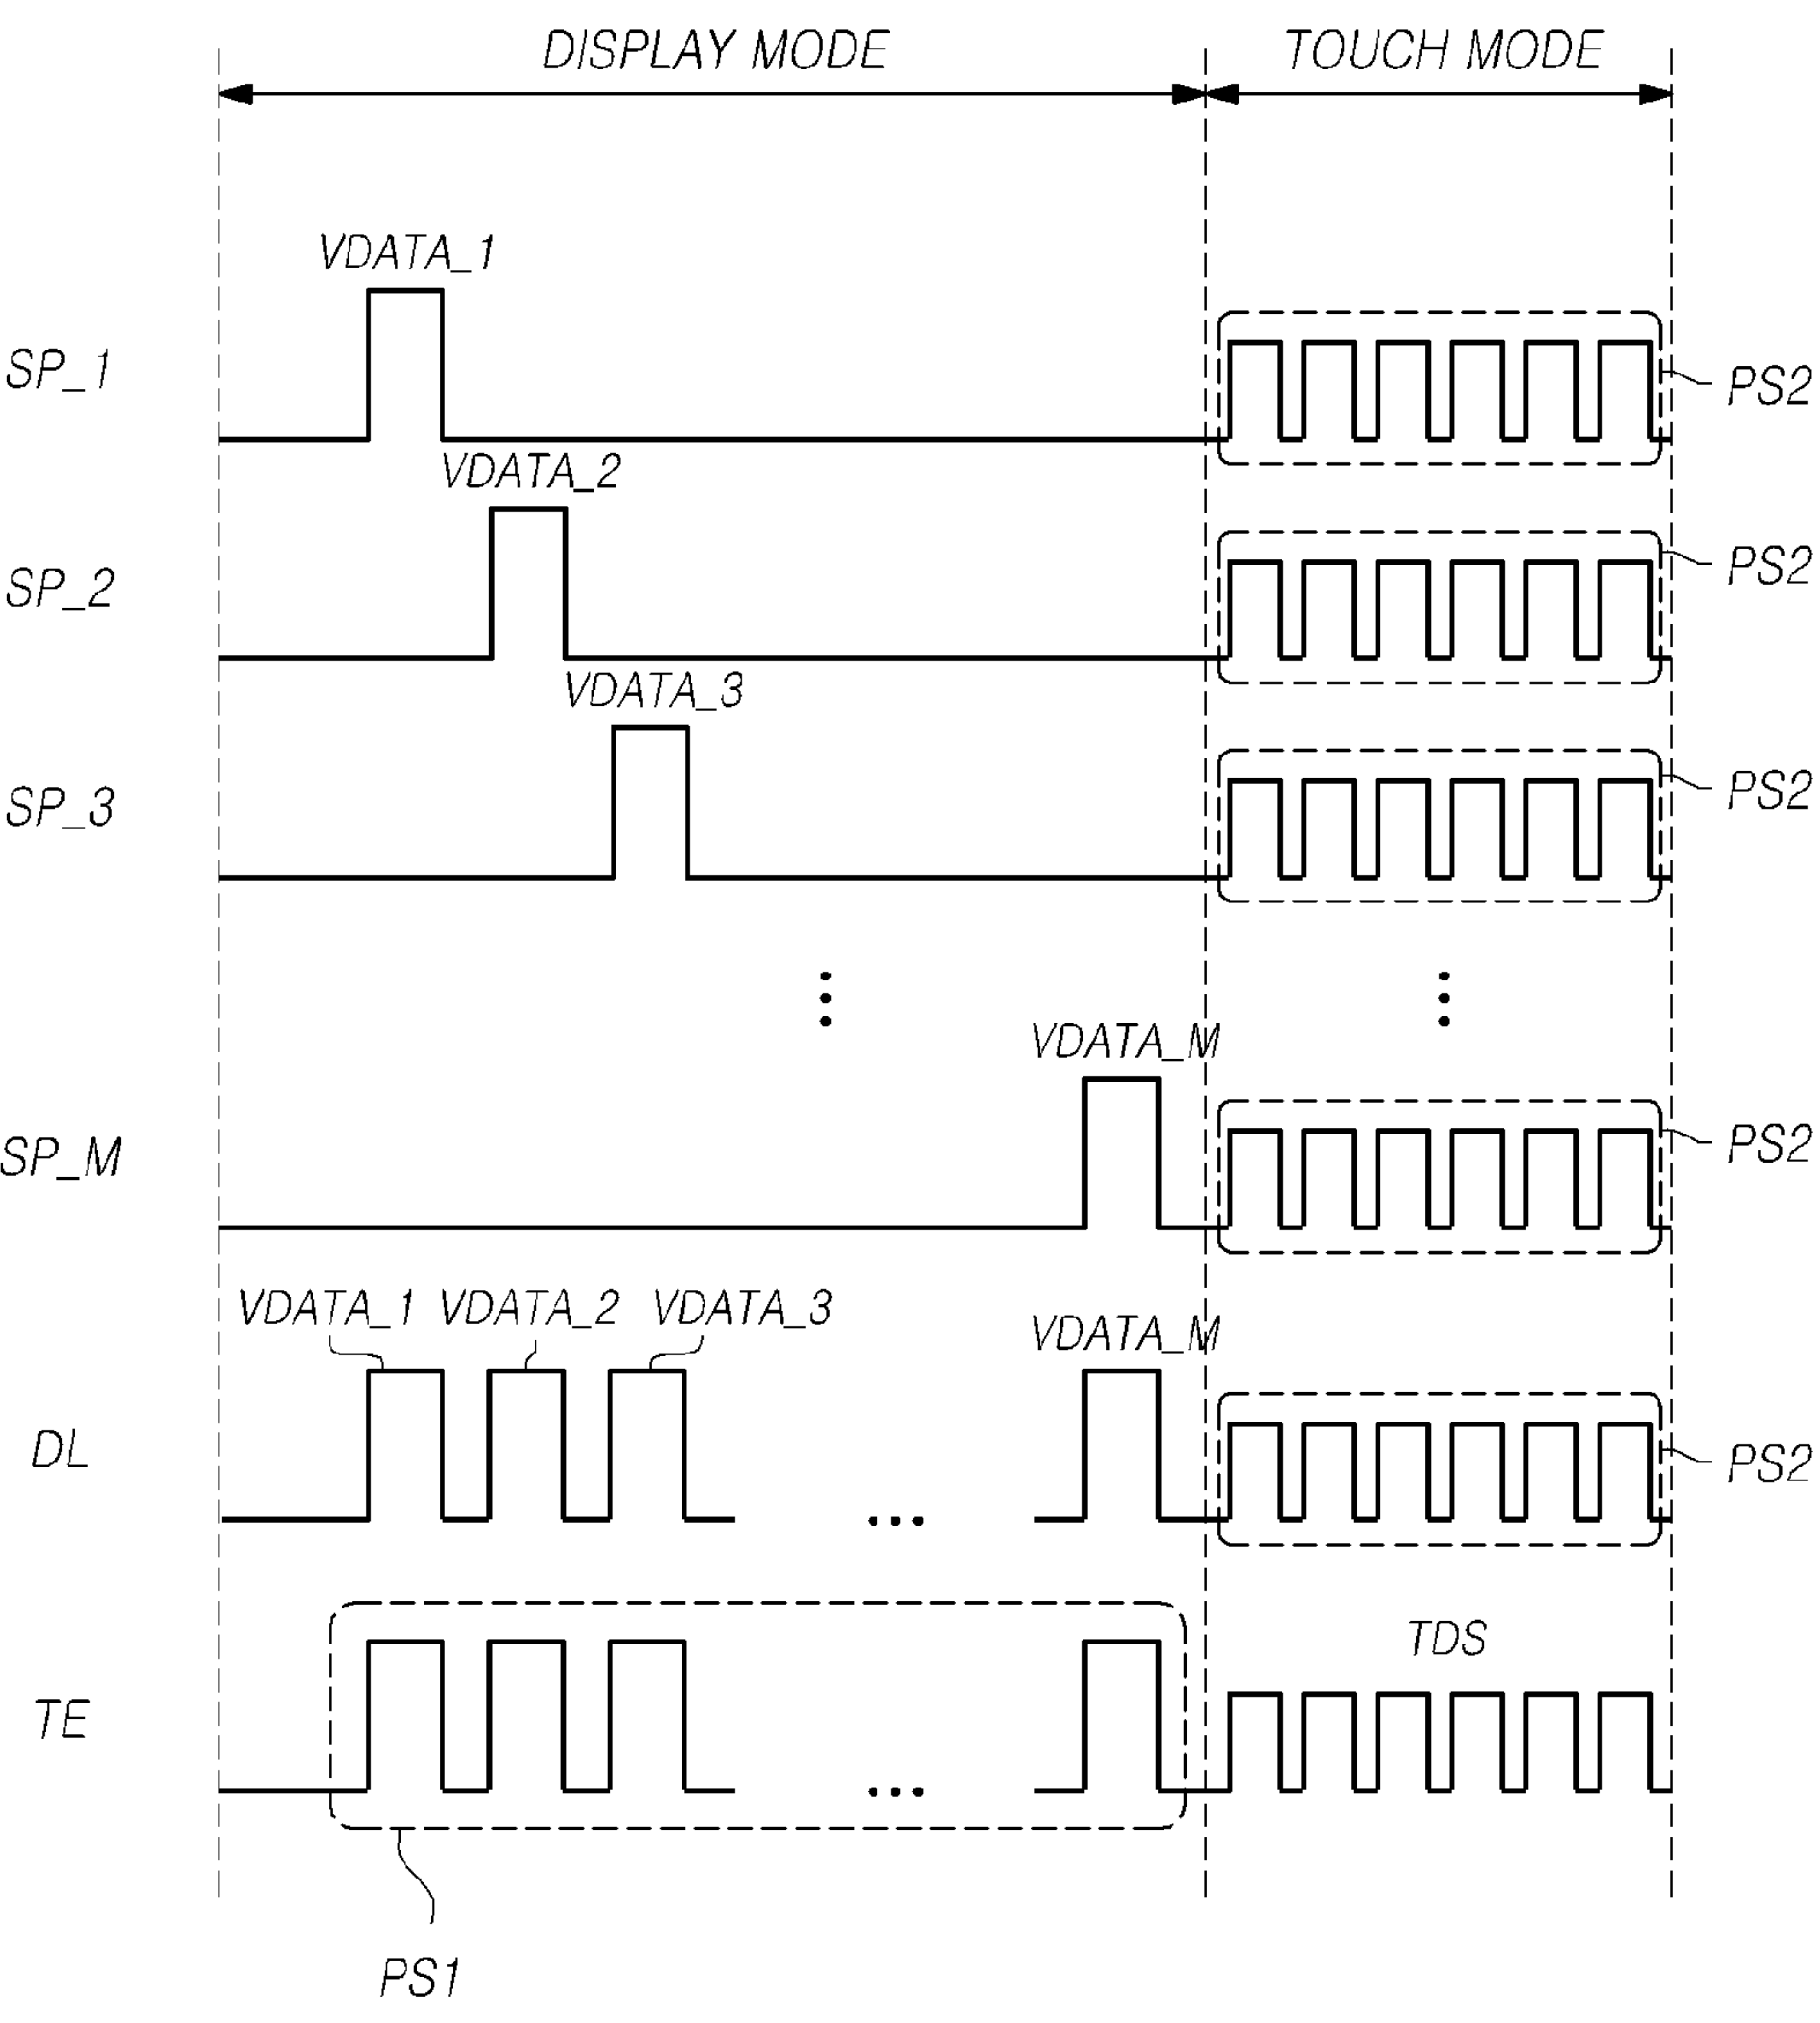 DISPLAY MODE TOUCH MODE
VDATA_1
SP_1 PS2
VDATA_2
SP_2 PS2
VDATA_3
SP_3 PS2
VDATA_M
SP_M PS2
VDATA_1 VDATA_2 VDATA_3 VDATA_M
DL PS2
TDS
TE
PS1